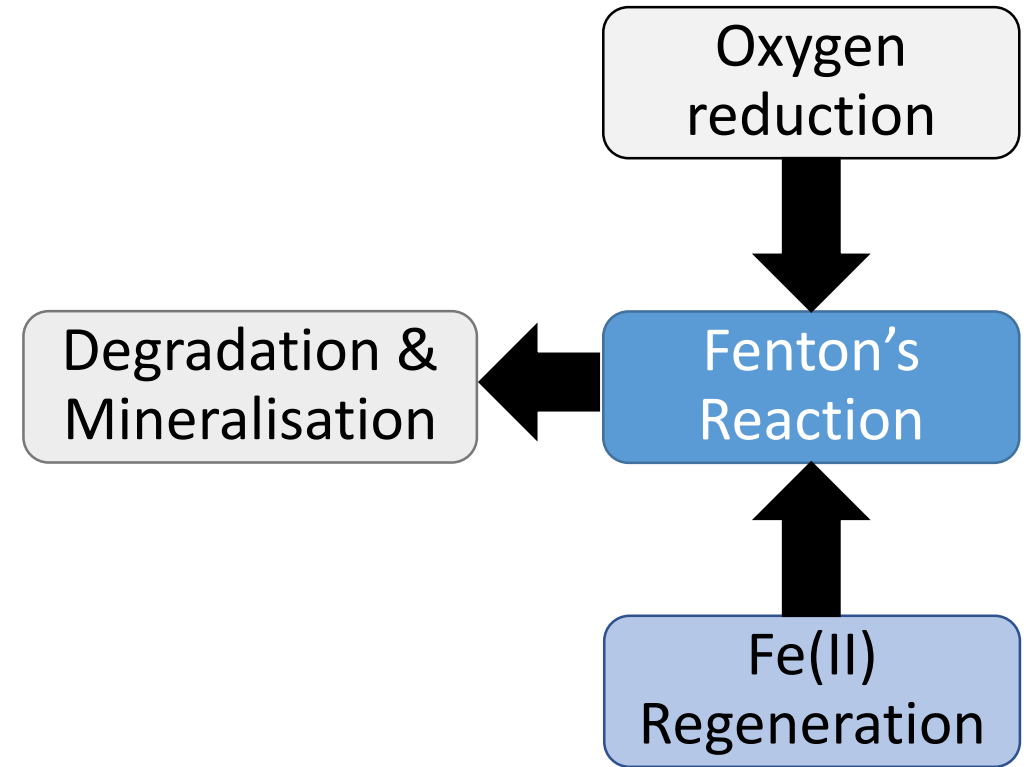 Oxygen
reduction
Degradation &
Mineralisation
Fenton’s
Reaction
Fe(II)
Regeneration